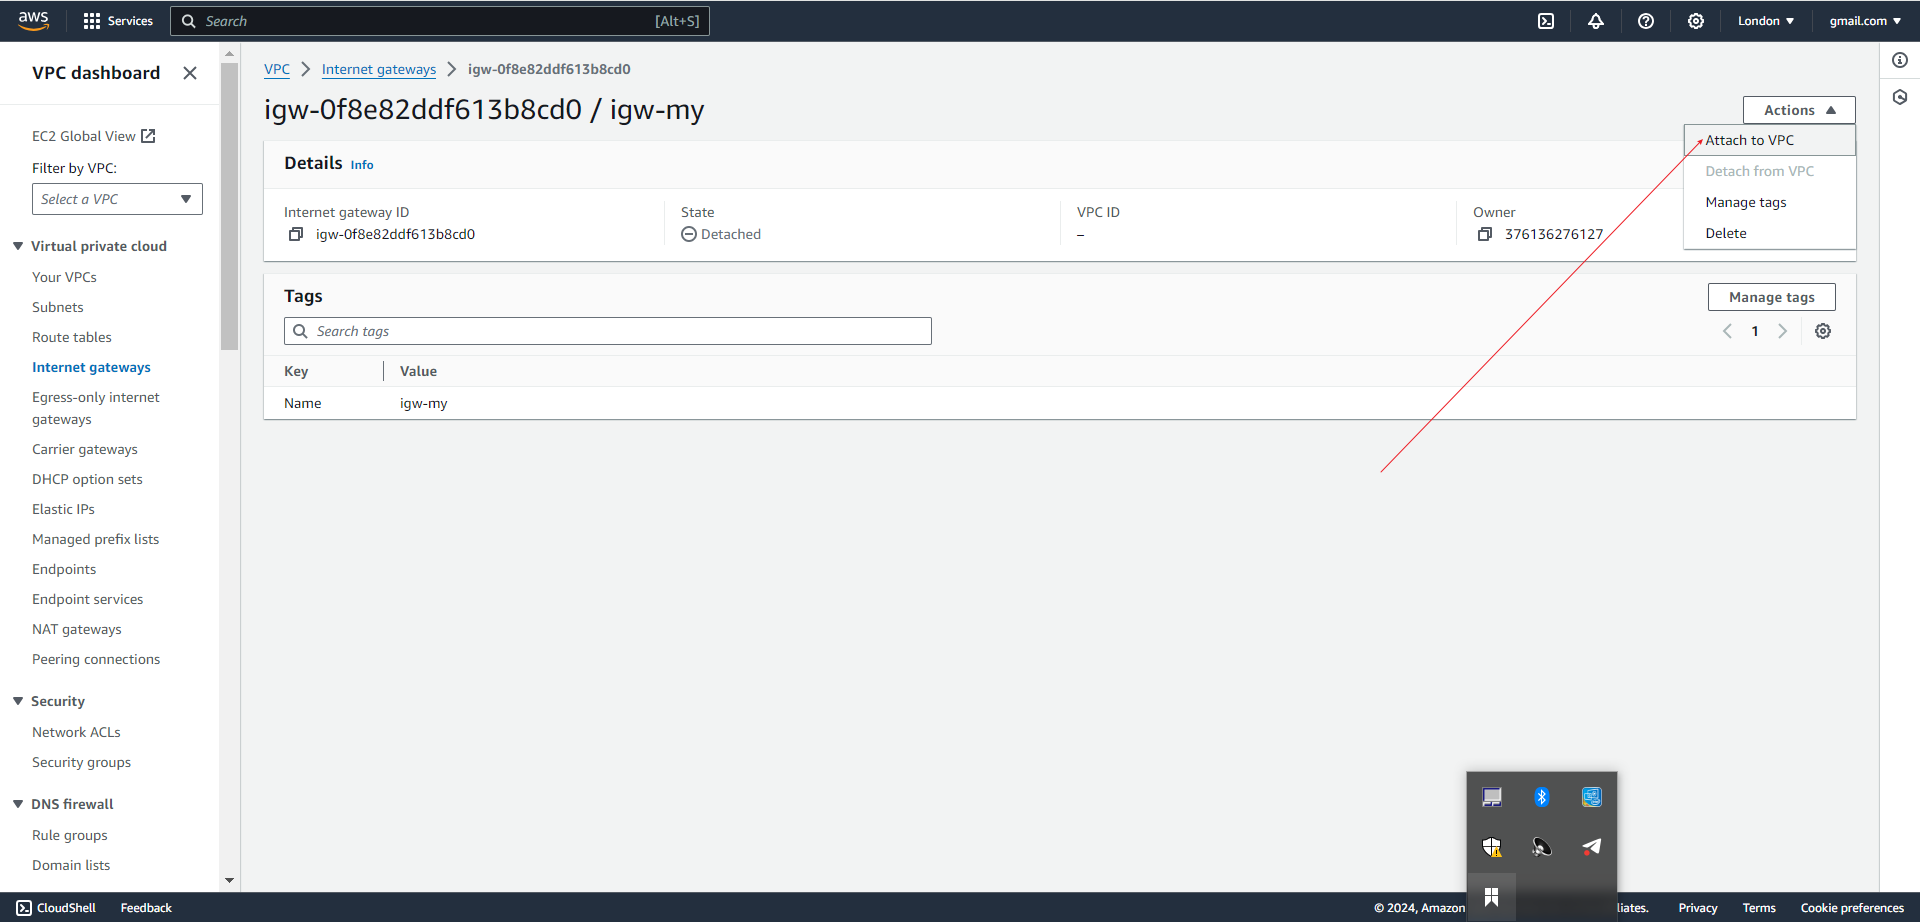 aws
Services
Search
[Alt+S]
London
gmail.com
VPC dashboard
EC2 Global View
Filter by VPC:
Select a VPC
Virtual private cloud
Your VPCs
Subnets
Route tables
Internet gateways
Egress-only internet
gateways
Carrier gateways
DHCP option sets
Elastic IPs
Managed prefix lists
Endpoints
Endpoint services
NAT gateways
Peering connections
Security
Network ACLs
Security groups
DNS firewall
Rule groups
Domain lists
VPC
Internet gateways
igw-0f8e82ddf613b8cd0
igw-0f8e82ddf613b8cd0 / igw-my
Actions
Attach to VPC
Detach from VPC
Manage tags
Delete
Details Info
Internet gateway ID
igw-0f8e82ddf613b8cd0
State
Detached
VPC ID
–
Owner
376136276127
Tags
Manage tags
Search tags
1
Key
Value
Name
igw-my
CloudShell
Feedback
© 2024, Amazon
liates.
Privacy
Terms
Cookie preferences